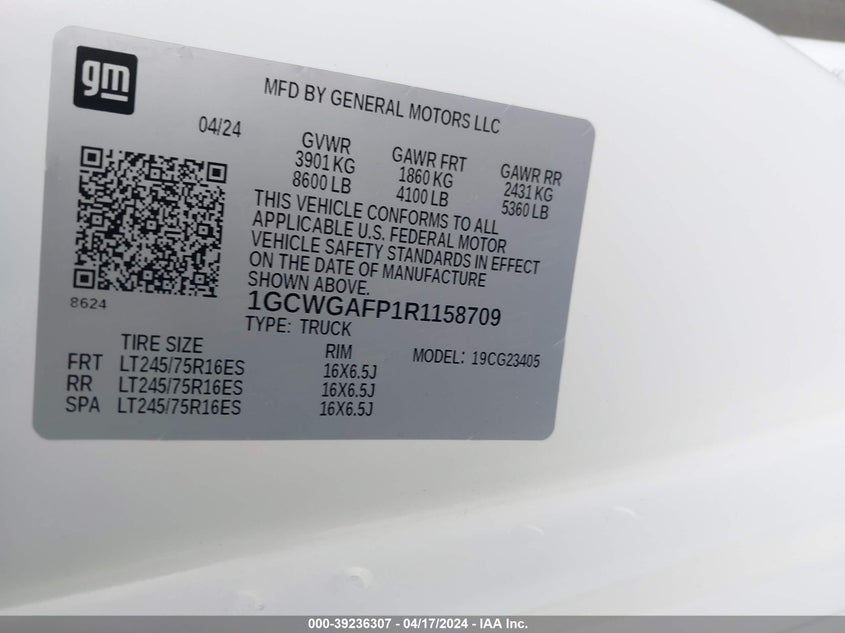 gm
MFD BY GENERAL MOTORS LLC
04/24
GVWR
3901 KG
8600 LB
GAWR FRT
1860 KG
4100 LB
GAWR RR
2431 KG
5360 LB
THIS VEHICLE CONFORMS TO ALL
APPLICABLE U.S. FEDERAL MOTOR
VEHICLE SAFETY STANDARDS IN EFFECT
ON THE DATE OF MANUFACTURE
SHOWN ABOVE.
8624
1GCWGAFP1R1158709
TYPE: TRUCK
TIRE SIZE RIM MODEL: 19CG23405
FRT LT245/75R16ES 16X6.5J
RR LT245/75R16ES 16X6.5J
SPA LT245/75R16ES 16X6.5J
000-39236307 - 04/17/2024 - IAA Inc.